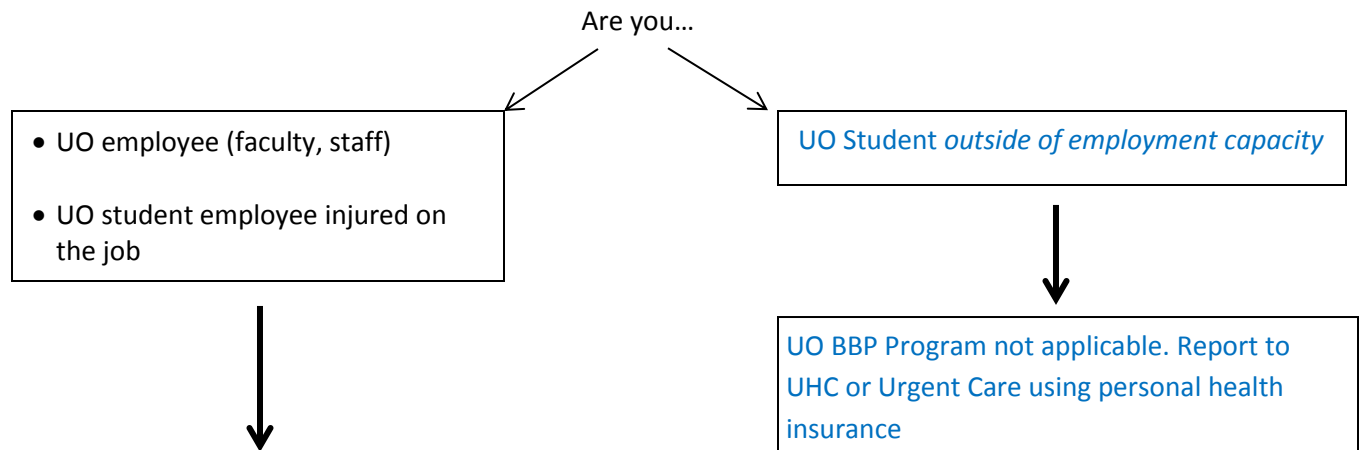 Are you…
• UO employee (faculty, staff)
• UO student employee injured on
the job
UO Student outside of employment capacity
UO BBP Program not applicable. Report to
UHC or Urgent Care using personal health
insurance